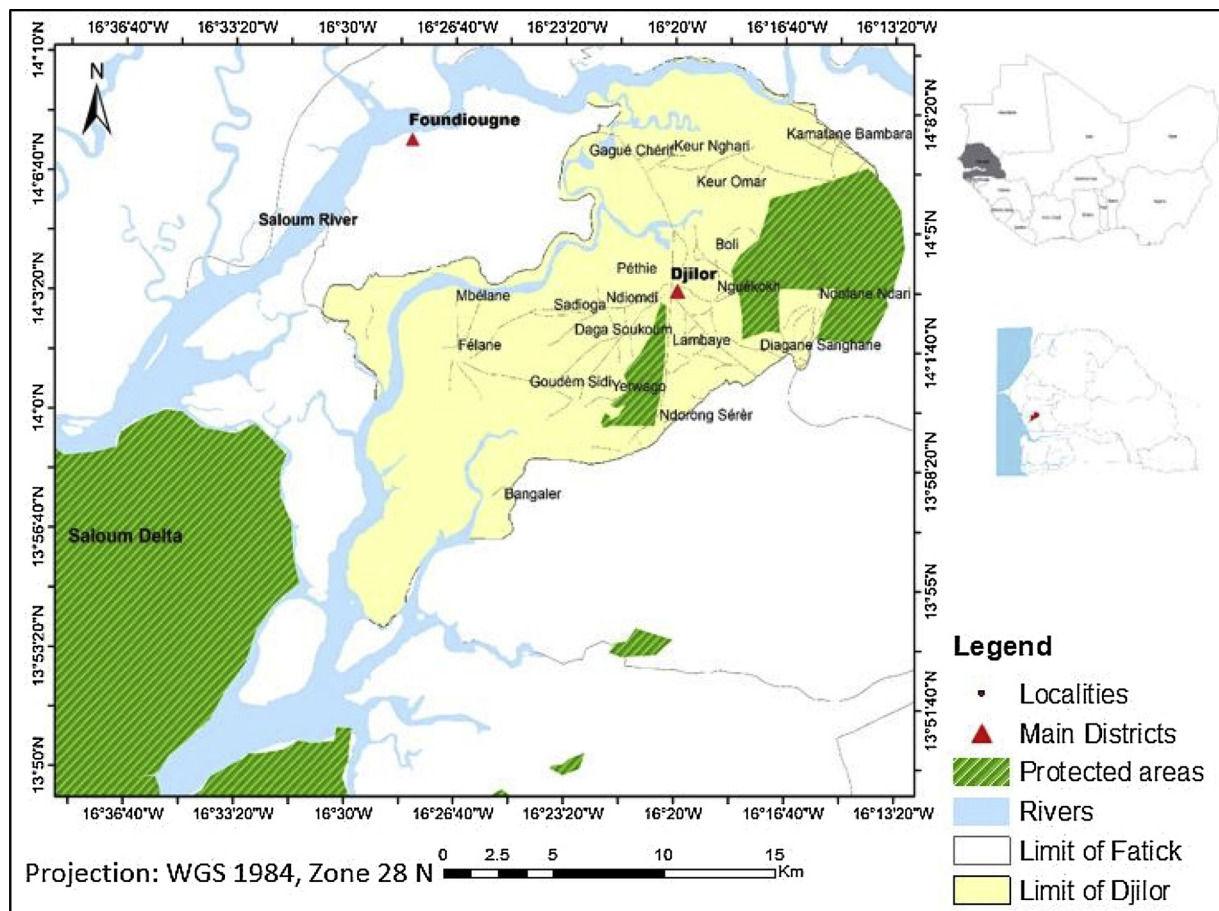 16°36'40"W 16°33'20"W 16°30'W 16°26'40"W 16°23'20"W 16°20'W 16°16'40"W 16°13'20"W
14°10'N
14°6'40"N
14°3'20"N
14°0'N
13°56'40"N
13°53'20"N
13°50'N
N
Foundiougne
Kamatane Bambara
Gagué Chérif
Keur Nghari
Keur Omar
Saloum River
Boli
Péthie
Djilor
Nguékokh
Mbélane
Sadioga
Ndiomdi
Daga Soukoum
Félane
Lambaye
Diagane Sanghane
Goudèm Sidi
Yerwago
Ndorong Sérèr
Bangaler
Saloum Delta
14°8'20"N
14°5'N
14°1'40"N
13°58'20"N
13°55'N
13°51'40"N
16°36'40"W 16°33'20"W 16°30'W 16°26'40"W 16°23'20"W 16°20'W 16°16'40"W 16°13'20"W
Projection: WGS 1984, Zone 28 N
0 2.5 5 10 15
Km
Legend
Localities
Main Districts
Protected areas
Rivers
Limit of Fatick
Limit of Djilor